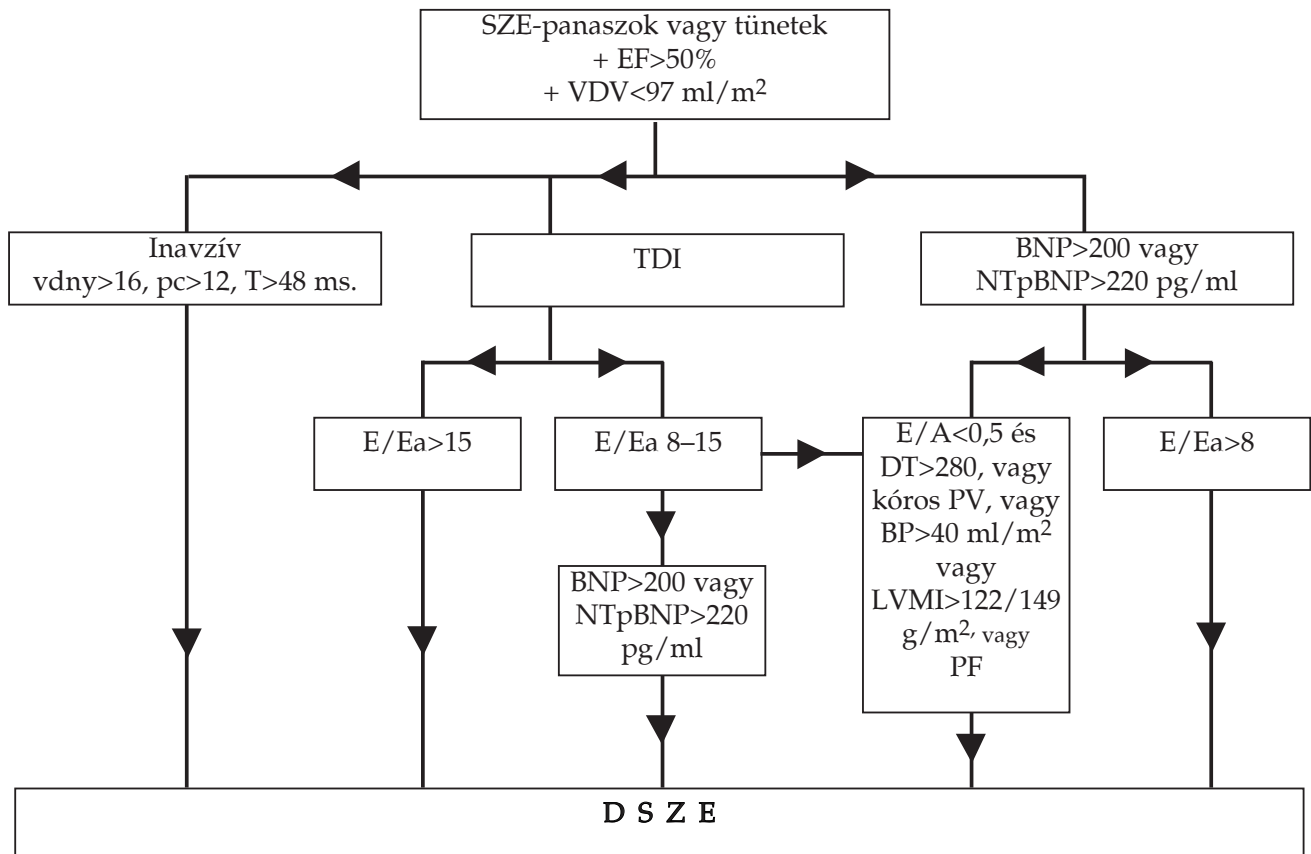 SZE-panaszok vagy tünetek
+ EF>50%
+ VDV<97 ml/m²
Inavzív
vdny>16, pc>12, T>48 ms.
TDI
BNP>200 vagy
NTpBNP>220 pg/ml
E/Ea>15
E/Ea 8–15
E/A<0,5 és
DT>280, vagy
kóros PV, vagy
BP>40 ml/m²
vagy
LVMI>122/149
g/m², vagy
PF
E/Ea>8
BNP>200 vagy
NTpBNP>220
pg/ml
D S Z E